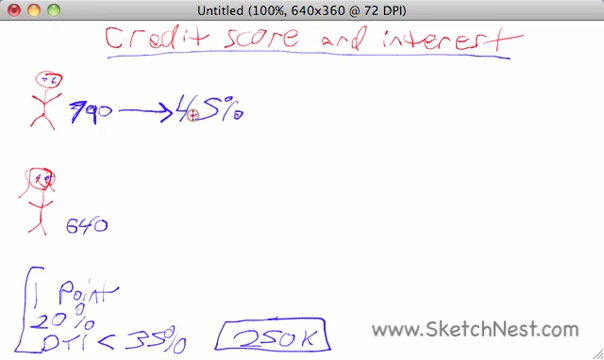 Untitled (100%, 640x360 @ 72 DPI)
Credit score and interest
790 → 4.5%
640
1 Point
20%
DTI < 35%
250K
www.SketchNest.com